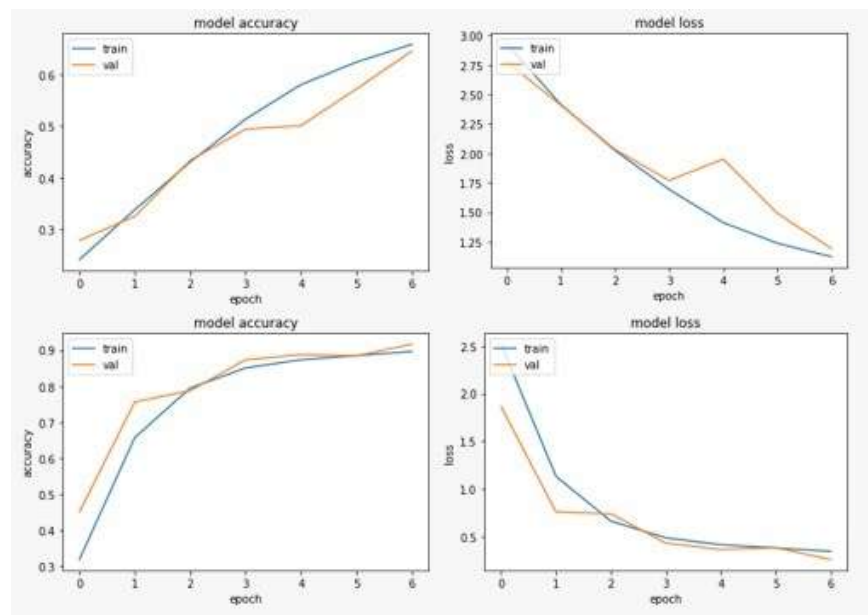 model accuracy
train
val
accuracy
0.6
0.5
0.4
0.3
0 1 2 3 4 5 6
epoch
model loss
train
val
loss
3.00
2.75
2.50
2.25
2.00
1.75
1.50
1.25
0 1 2 3 4 5 6
epoch
model accuracy
train
val
accuracy
0.9
0.8
0.7
0.6
0.5
0.4
0.3
0 1 2 3 4 5 6
epoch
model loss
train
val
loss
2.5
2.0
1.5
1.0
0.5
0 1 2 3 4 5 6
epoch